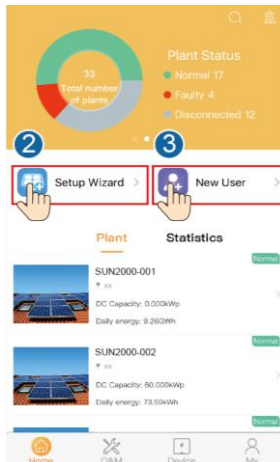 33
Total number
of plants
Plant Status
Normal 17
Faulty 4
Disconnected 12
2
3
Setup Wizard >
New User >
Plant Statistics
Normal
SUN2000-001
xx
DC Capacity: 0.000kWp
Daily energy: 9.260Wh
Normal
SUN2000-002
xx
DC Capacity: 60.000kWp
Daily energy: 73.59kWh
Normal
Home O&M Device My